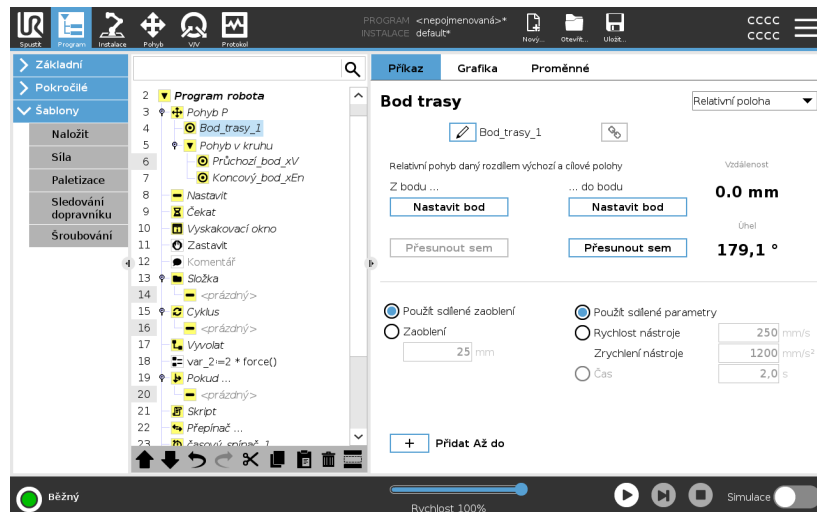 UR
PROGRAM <nepojmenovaná>*
INSTALACE default*
Spustit Program Instalace Pohyb V/V Protokol
Nový... Otevřít... Uložit...
CCCC
CCCC
Základní
Pokročilé
Šablony
Naložit
Síla
Paletizace
Sledování
dopravníku
Šroubování
2 Program robota
3 Pohyb P
4 Bod_trasy_1
5 Pohyb v kruhu
6 Průchozí_bod_xV
7 Koncový_bod_xEn
8 Nastavit
9 Čekat
10 Vyskakovací okno
11 Zastavit
12 Komentář
13 Složka
14 <prázdný>
15 Cyklus
16 <prázdný>
17 Vyvolat
18 var_2:=2 * force()
19 Pokud ...
20 <prázdný>
21 Skript
22 Přepínač ...
23 časový_spínač_1
Příkaz Grafika Proměnné
Bod trasy
Relativní poloha
Bod_trasy_1
Relativní pohyb daný rozdílem výchozí a cílové polohy
Vzdálenost
Z bodu ... ... do bodu
0.0 mm
Nastavit bod Nastavit bod
Úhel
Přesunout sem Přesunout sem
179,1 °
Použít sdílené zaoblení
Zaoblení
25 mm
Použít sdílené parametry
Rychlost nástroje 250 mm/s
Zrychlení nástroje 1200 mm/s²
Čas 2,0 s
+ Přidat Až do
Běžný
Rychlost 100%
Simulace